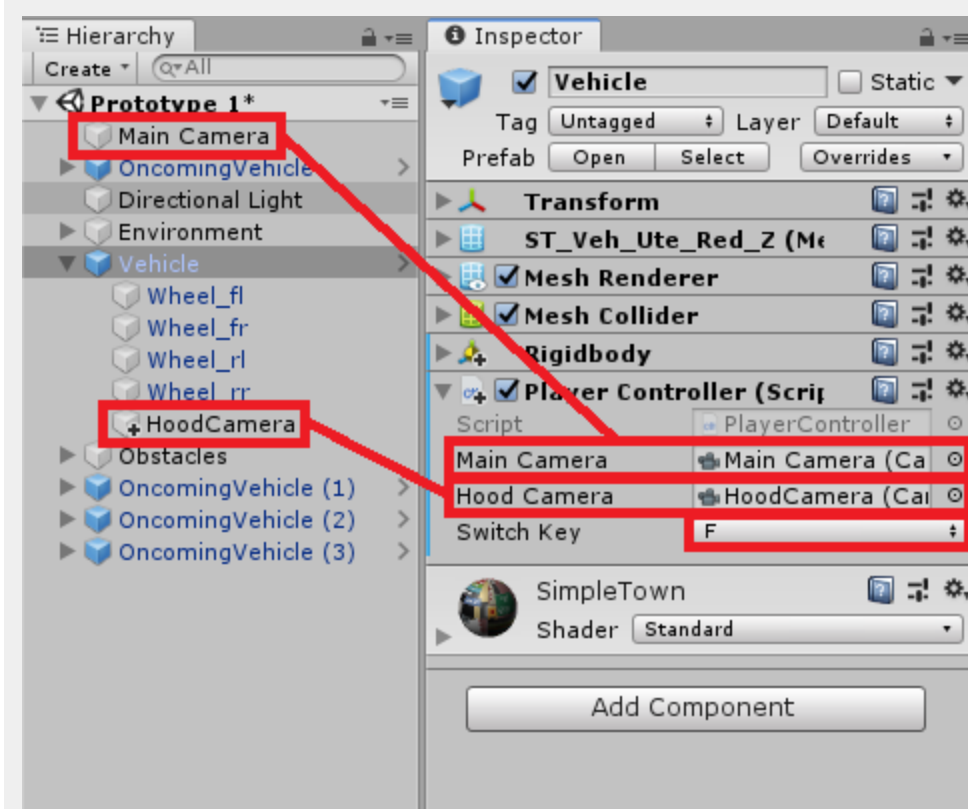 Hierarchy
Create
All
Prototype 1*
Main Camera
OncomingVehicle
Directional Light
Environment
Vehicle
Wheel_fl
Wheel_fr
Wheel_rl
Wheel_rr
HoodCamera
Obstacles
OncomingVehicle (1)
OncomingVehicle (2)
OncomingVehicle (3)
Inspector
Vehicle Static
Tag Untagged Layer Default
Prefab Open Select Overrides
Transform
ST_Veh_Ute_Red_Z (Me
Mesh Renderer
Mesh Collider
Rigidbody
Player Controller (Scrip
Script PlayerController
Main Camera Main Camera (Ca
Hood Camera HoodCamera (Cam
Switch Key F
SimpleTown
Shader Standard
Add Component